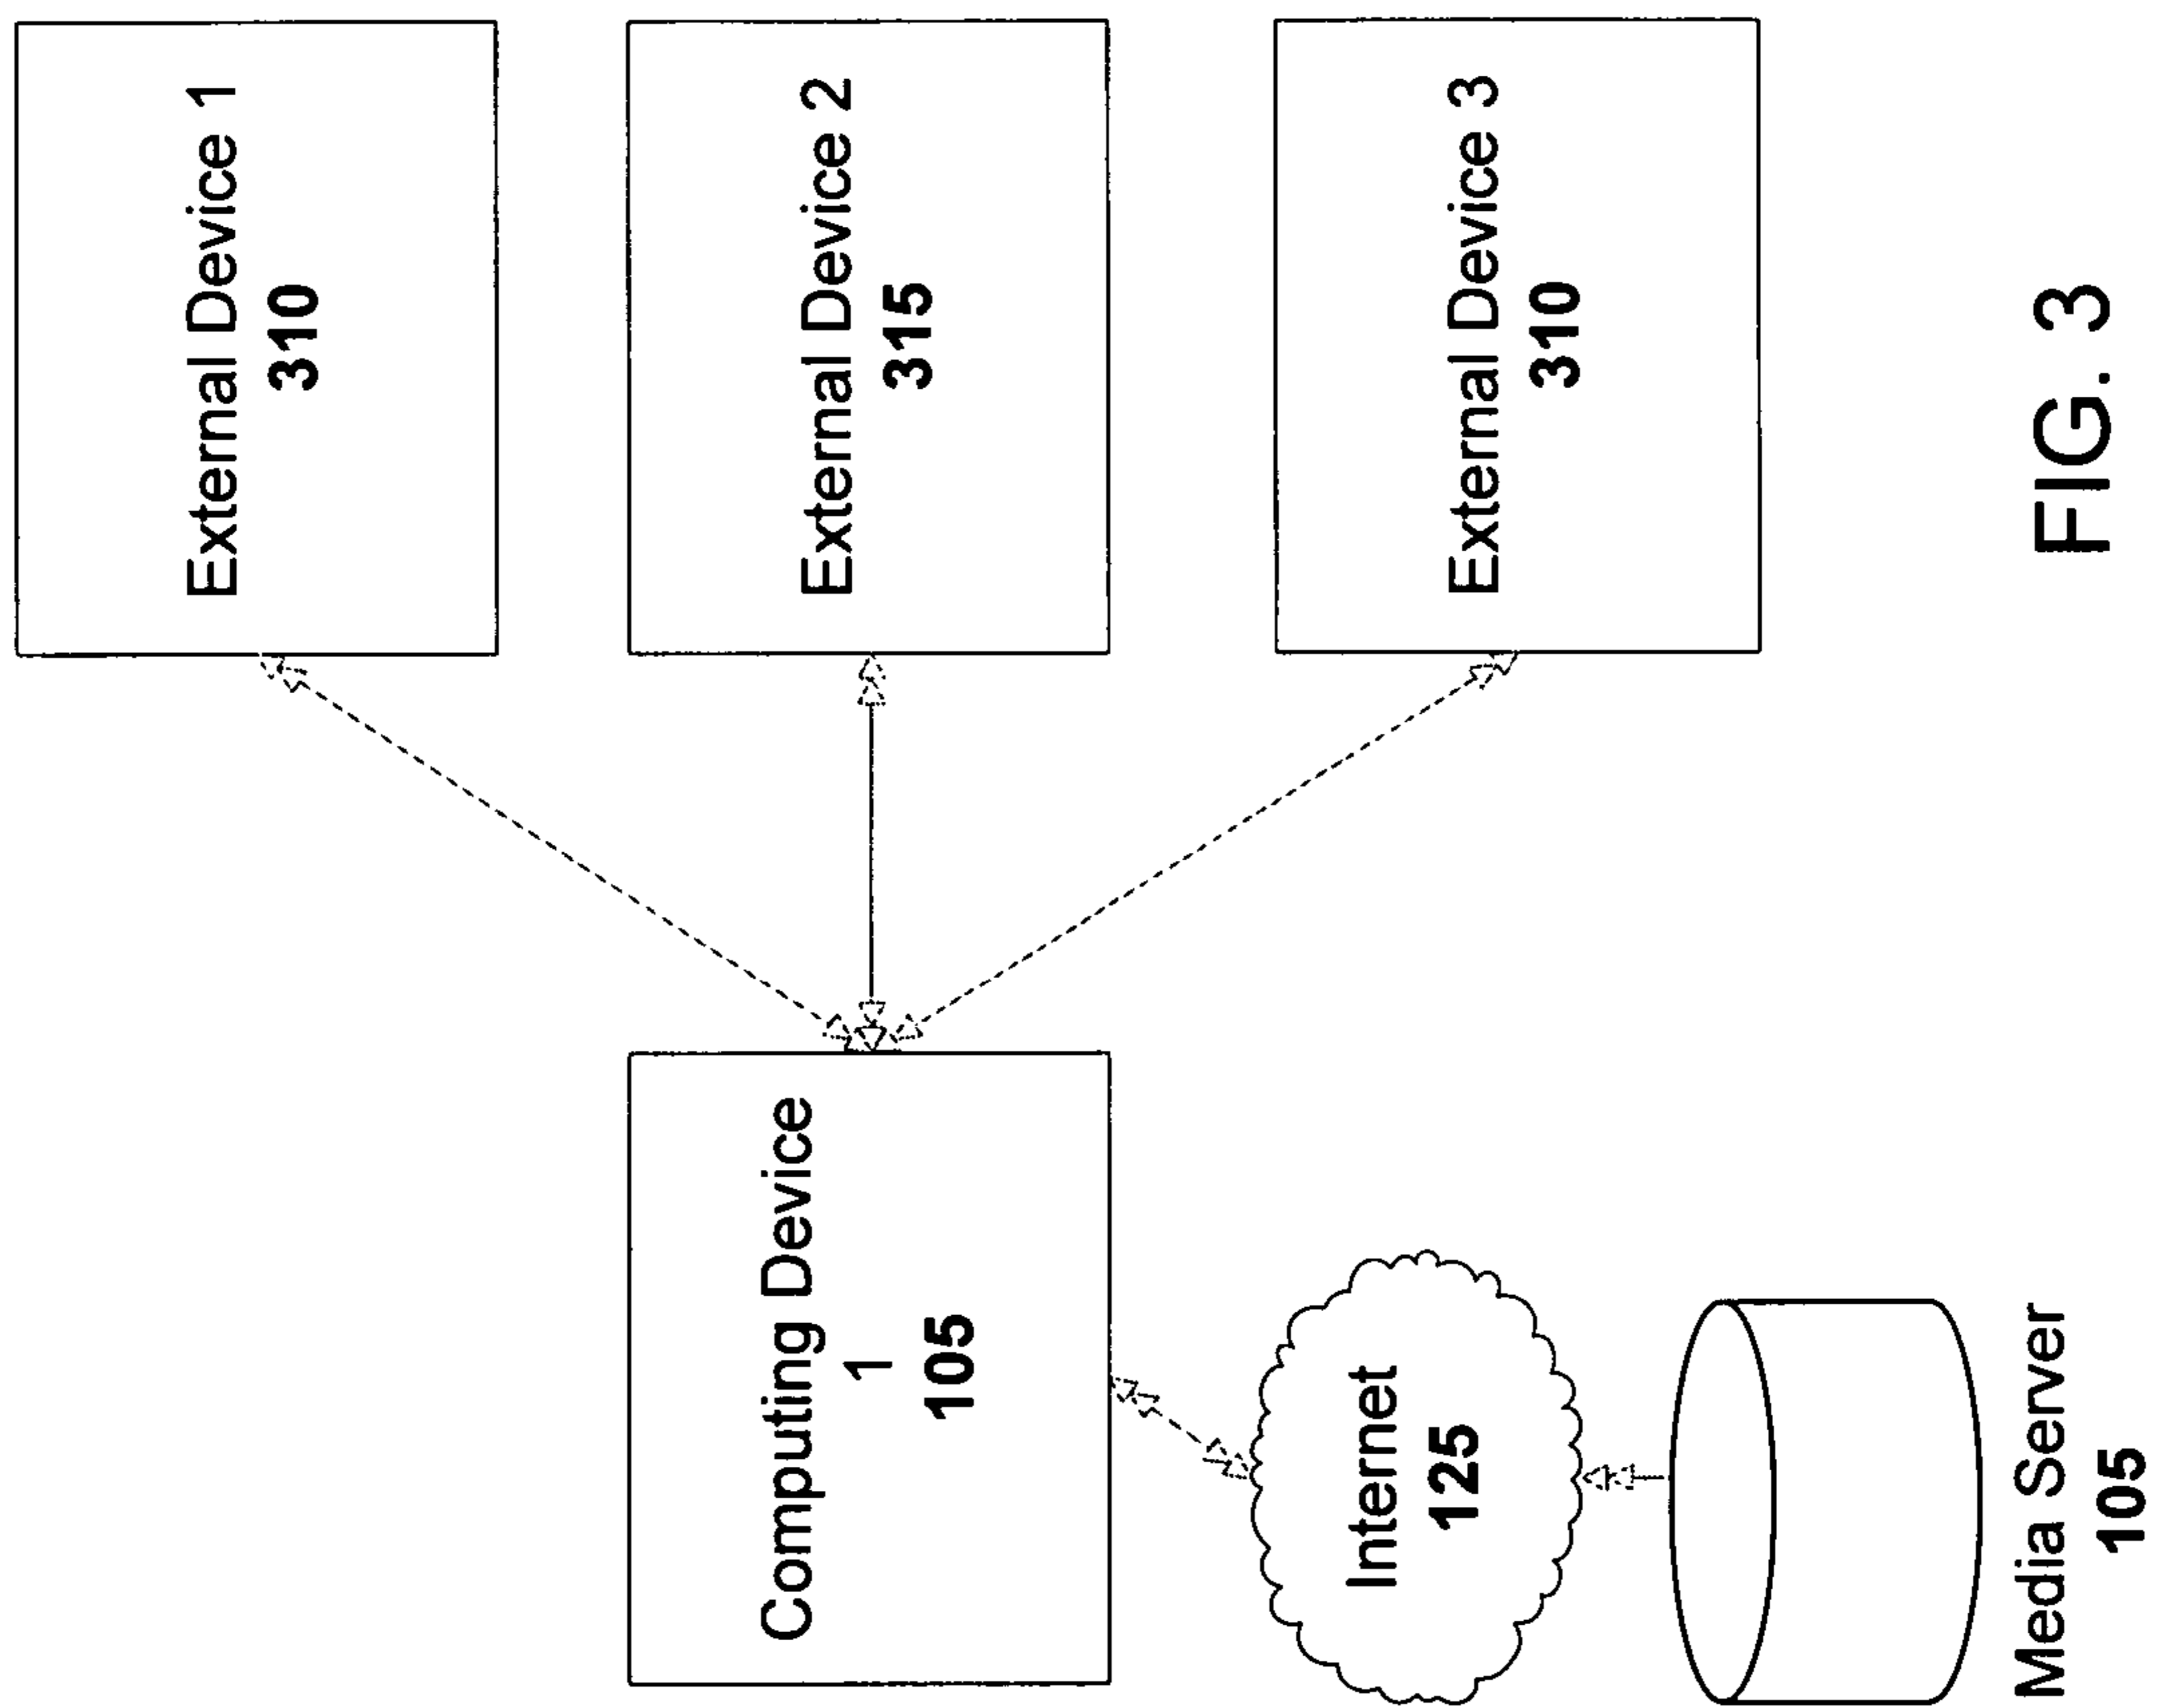 External Device 1
310
External Device 2
315
External Device 3
310
Computing Device
1
105
Internet
125
Media Server
105
FIG. 3